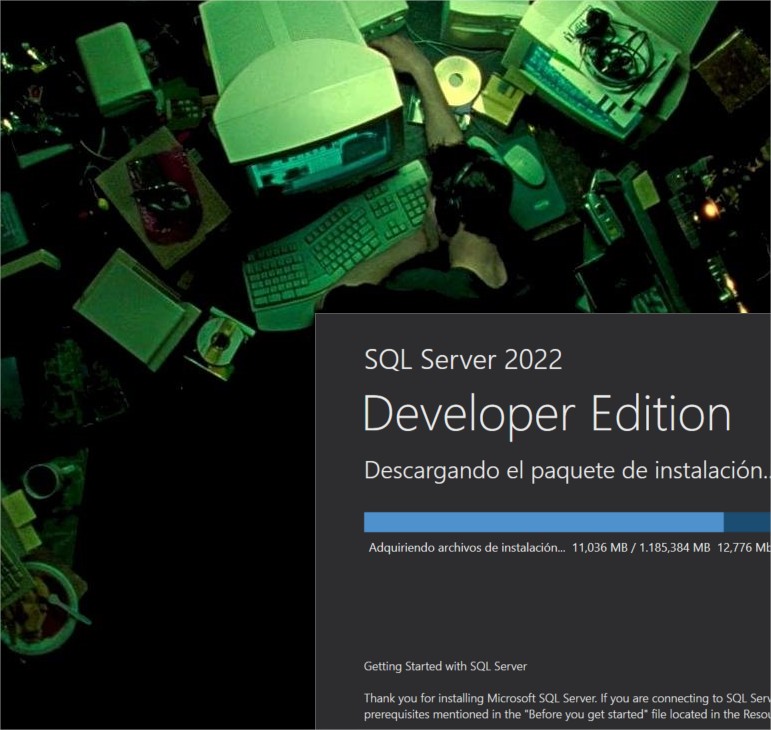 SQL Server 2022
Developer Edition
Descargando el paquete de instalación..
Adquiriendo archivos de instalación... 11,036 MB / 1.185,384 MB 12,776 Mb
Getting Started with SQL Server
Thank you for installing Microsoft SQL Server. If you are connecting to SQL Serv
prerequisites mentioned in the "Before you get started" file located in the Resou